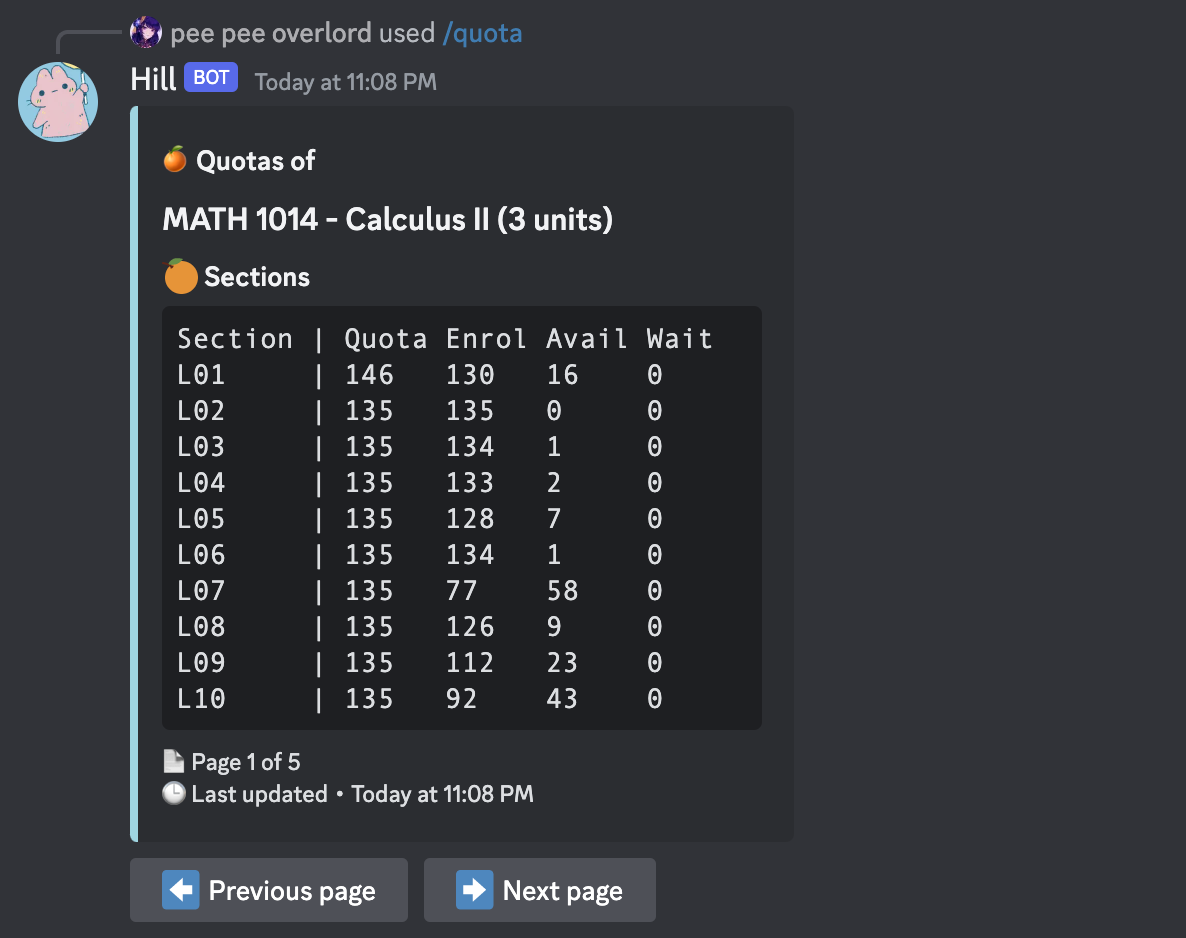 pee pee overlord used /quota
Hill BOT Today at 11:08 PM
Quotas of
MATH 1014 - Calculus II (3 units)
Sections
Section | Quota Enrol Avail Wait
L01 | 146 130 16 0
L02 | 135 135 0 0
L03 | 135 134 1 0
L04 | 135 133 2 0
L05 | 135 128 7 0
L06 | 135 134 1 0
L07 | 135 77 58 0
L08 | 135 126 9 0
L09 | 135 112 23 0
L10 | 135 92 43 0
Page 1 of 5
Last updated • Today at 11:08 PM
Previous page
Next page